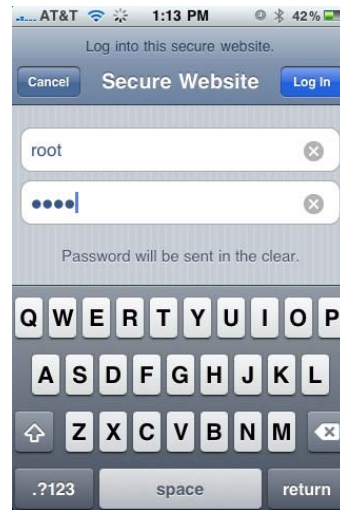 AT&T 1:13 PM 42%
Log into this secure website.
Cancel Secure Website Log In
root
••••
Password will be sent in the clear.
Q W E R T Y U I O P
A S D F G H J K L
Z X C V B N M
.?123 space return